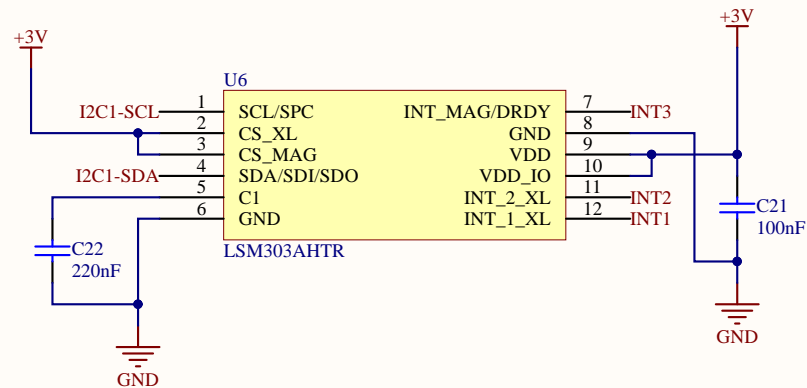 +3V
+3V
U6
I2C1-SCL 1 SCL/SPC INT_MAG/DRDY 7 INT3
2 CS_XL GND 8
3 CS_MAG VDD 9
I2C1-SDA 4 SDA/SDI/SDO VDD_IO 10
5 C1 INT_2_XL 11 INT2
6 GND INT_1_XL 12 INT1
C21
100nF
C22
220nF
LSM303AHTR
GND
GND